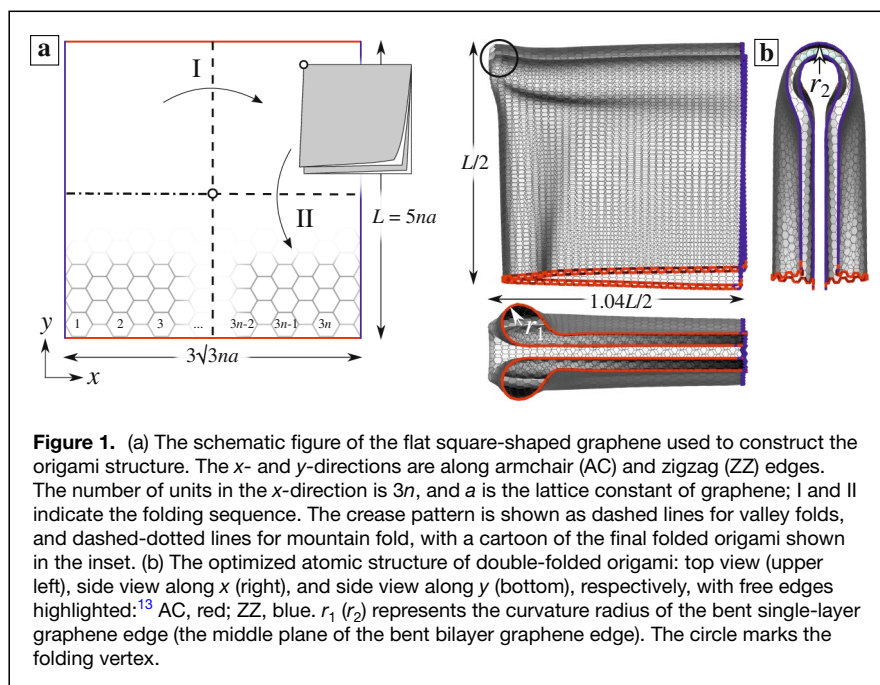 a
I
II
L = 5na
1 2 3 ... 3n-2 3n-1 3n
y
x
3√3na
L/2
1.04L/2
r1
b
r2
Figure 1. (a) The schematic figure of the flat square-shaped graphene used to construct the
origami structure. The x- and y-directions are along armchair (AC) and zigzag (ZZ) edges.
The number of units in the x-direction is 3n, and a is the lattice constant of graphene; I and II
indicate the folding sequence. The crease pattern is shown as dashed lines for valley folds,
and dashed-dotted lines for mountain fold, with a cartoon of the final folded origami shown
in the inset. (b) The optimized atomic structure of double-folded origami: top view (upper
left), side view along x (right), and side view along y (bottom), respectively, with free edges
highlighted:13 AC, red; ZZ, blue. r1 (r2) represents the curvature radius of the bent single-layer
graphene edge (the middle plane of the bent bilayer graphene edge). The circle marks the
folding vertex.